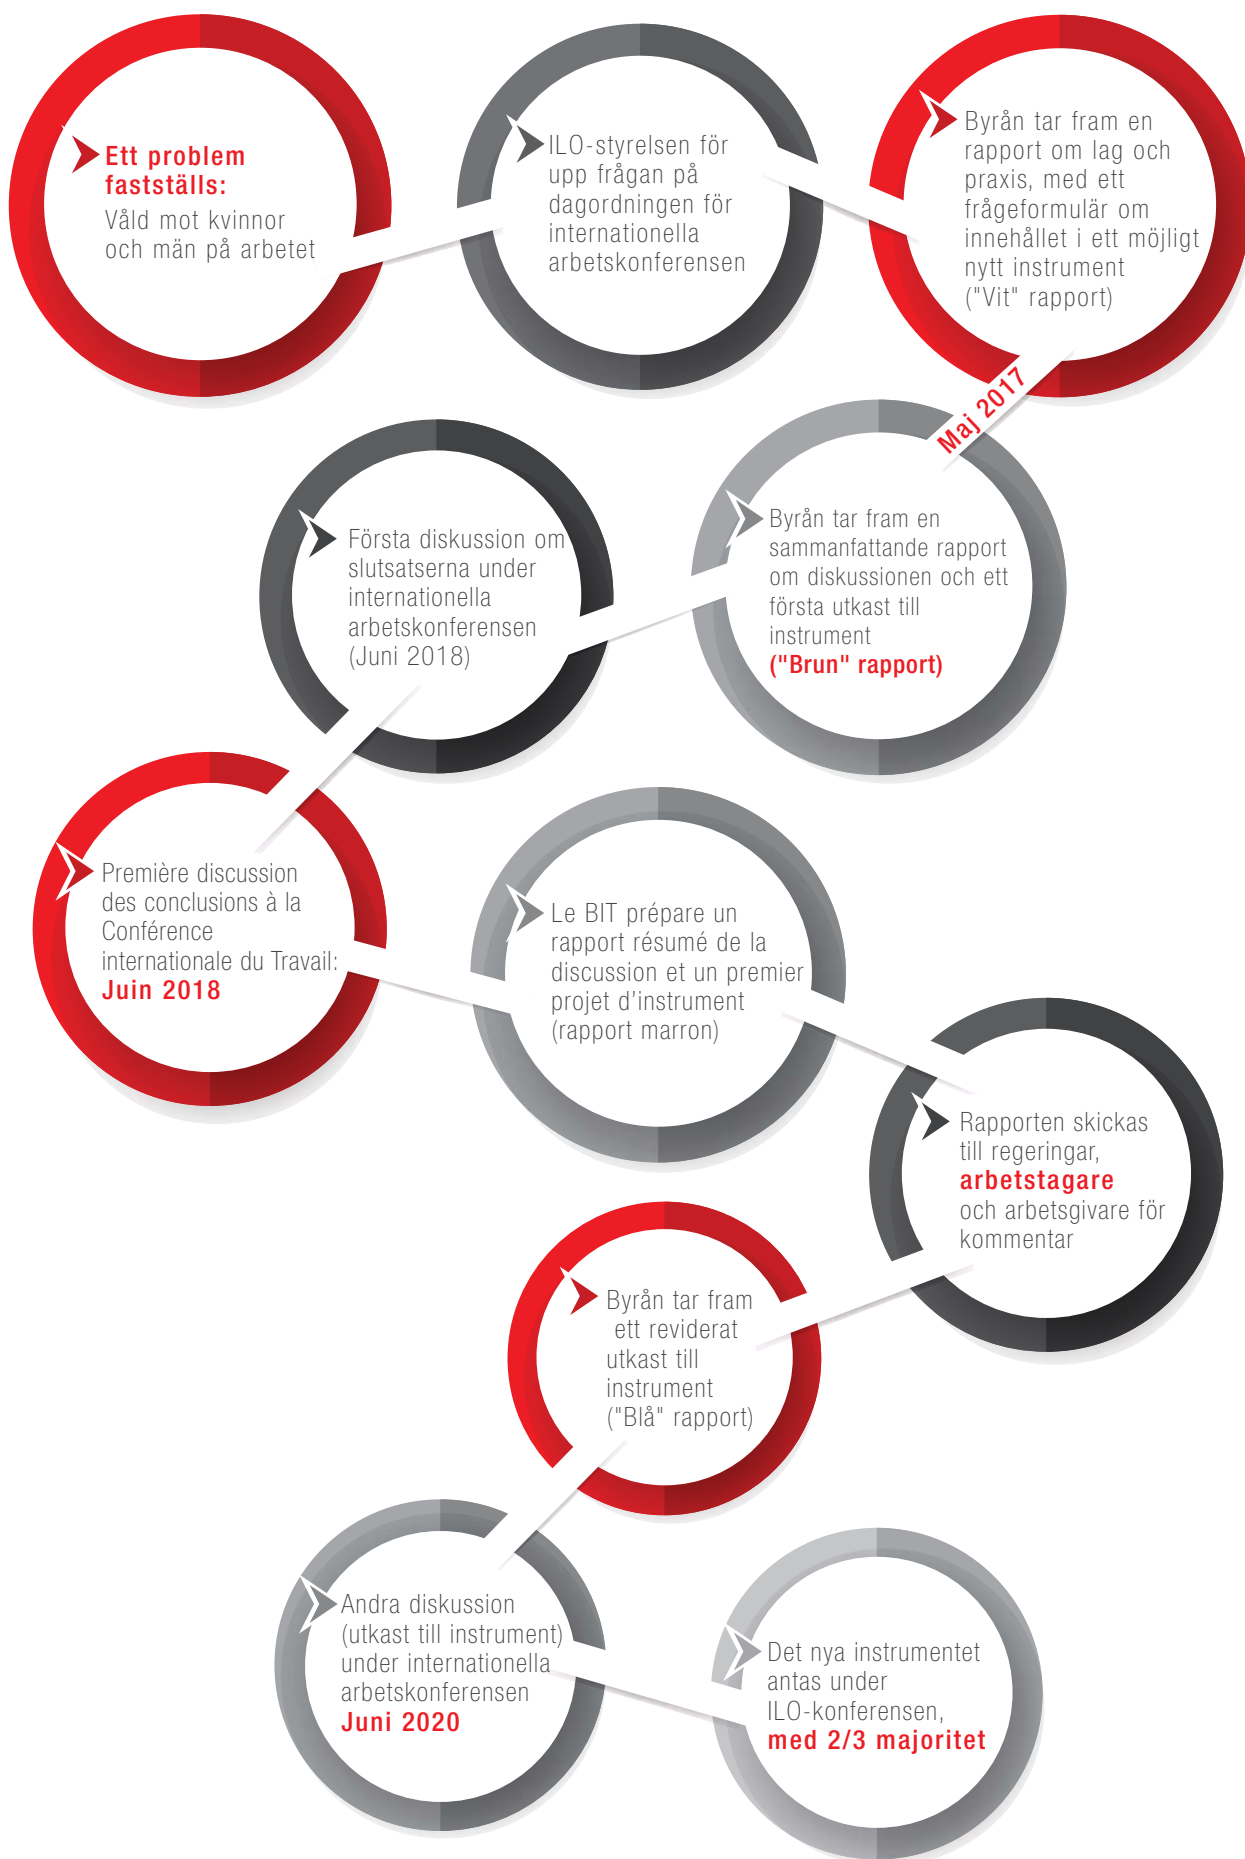 Ett problem
fastställs:
Våld mot kvinnor
och män på arbetet
ILO-styrelsen för
upp frågan på
dagordningen för
internationella
arbetskonferensen
Byrån tar fram en
rapport om lag och
praxis, med ett
frågeformulär om
innehållet i ett möjligt
nytt instrument
("Vit" rapport)
Maj 2017
Byrån tar fram en
sammanfattande rapport
om diskussionen och ett
första utkast till
instrument
("Brun" rapport)
Första diskussion om
slutsatserna under
internationella
arbetskonferensen
(Juni 2018)
Première discussion
des conclusions à la
Conférence
internationale du Travail:
Juin 2018
Le BIT prépare un
rapport résumé de la
discussion et un premier
projet d'instrument
(rapport marron)
Rapporten skickas
till regeringar,
arbetstagare
och arbetsgivare för
kommentar
Byrån tar fram
ett reviderat
utkast till
instrument
("Blå" rapport)
Andra diskussion
(utkast till instrument)
under internationella
arbetskonferensen
Juni 2020
Det nya instrumentet
antas under
ILO-konferensen,
med 2/3 majoritet